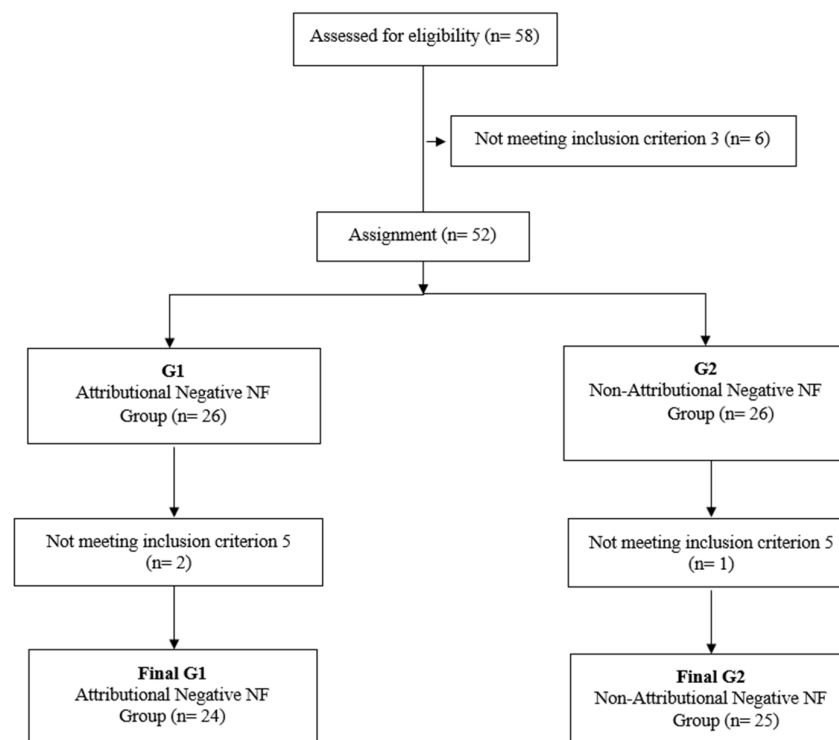 Assessed for eligibility (n= 58)
Not meeting inclusion criterion 3 (n= 6)
Assignment (n= 52)
G1
Attributional Negative NF
Group (n= 26)
G2
Non-Attributional Negative NF
Group (n= 26)
Not meeting inclusion criterion 5
(n= 2)
Not meeting inclusion criterion 5
(n= 1)
Final G1
Attributional Negative NF
Group (n= 24)
Final G2
Non-Attributional Negative NF
Group (n= 25)